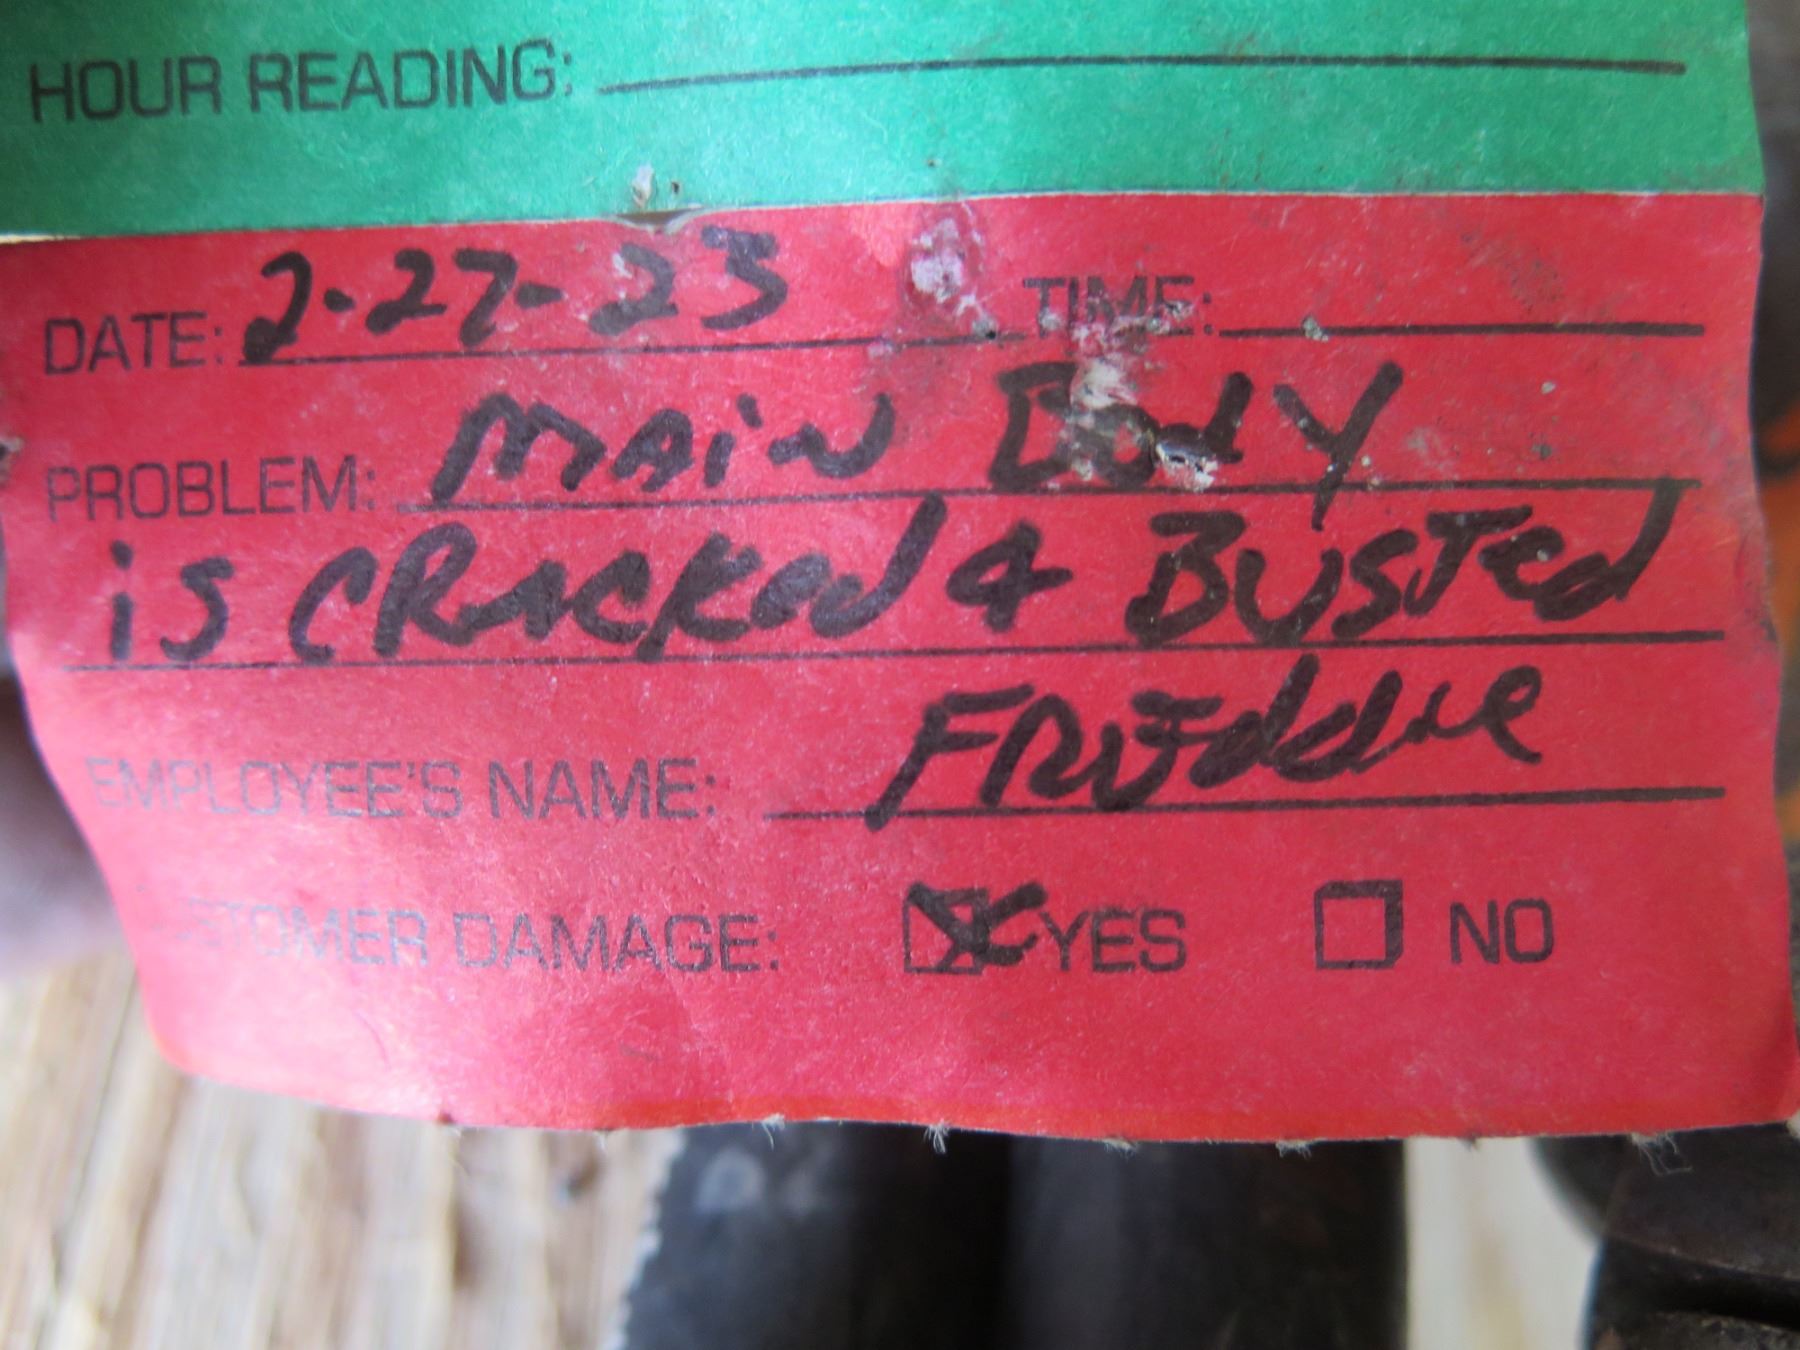 HOUR READING:
DATE: 2-27-23 TIME:
PROBLEM: MAiN BodY
iS CRACKed & BUSTed
EMPLOYEE'S NAME: FREddie
CUSTOMER DAMAGE: YES NO